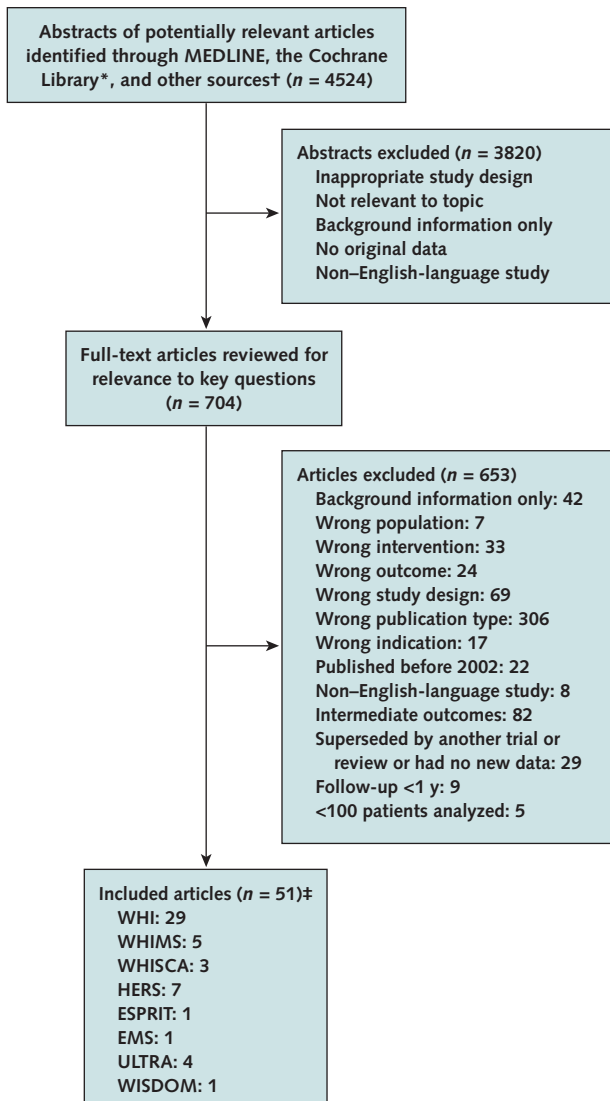 Abstracts of potentially relevant articles
identified through MEDLINE, the Cochrane
Library*, and other sources† (n = 4524)
Abstracts excluded (n = 3820)
Inappropriate study design
Not relevant to topic
Background information only
No original data
Non–English-language study
Full-text articles reviewed for
relevance to key questions
(n = 704)
Articles excluded (n = 653)
Background information only: 42
Wrong population: 7
Wrong intervention: 33
Wrong outcome: 24
Wrong study design: 69
Wrong publication type: 306
Wrong indication: 17
Published before 2002: 22
Non–English-language study: 8
Intermediate outcomes: 82
Superseded by another trial or
review or had no new data: 29
Follow-up <1 y: 9
<100 patients analyzed: 5
Included articles (n = 51)‡
WHI: 29
WHIMS: 5
WHISCA: 3
HERS: 7
ESPRIT: 1
EMS: 1
ULTRA: 4
WISDOM: 1